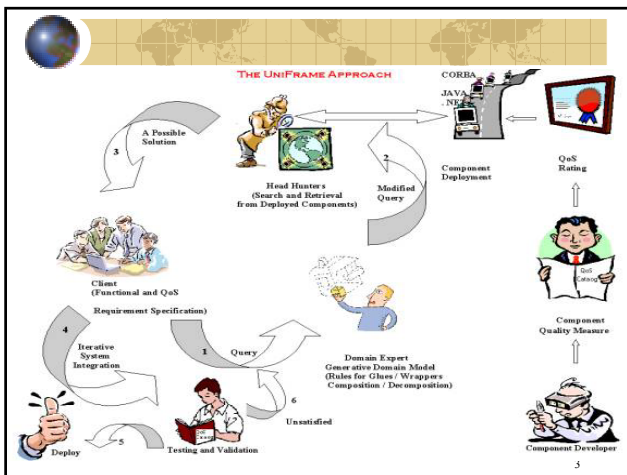 THE UNIFRAME APPROACH
CORBA
JAVA
.NET
3
A Possible
Solution
2
Modified
Query
Head Hunters
(Search and Retrieval
from Deployed Components)
Component
Deployment
QoS
Rating
QoS
Catalog
Client
(Functional and QoS
Requirement Specification)
4
Iterative
System
Integration
1
Query
Domain Expert
Generative Domain Model
(Rules for Glues / Wrappers
Composition / Decomposition)
Component
Quality Measure
6
Unsatisfied
QoS
Catalog
5
Deploy
Testing and Validation
Component Developer
3